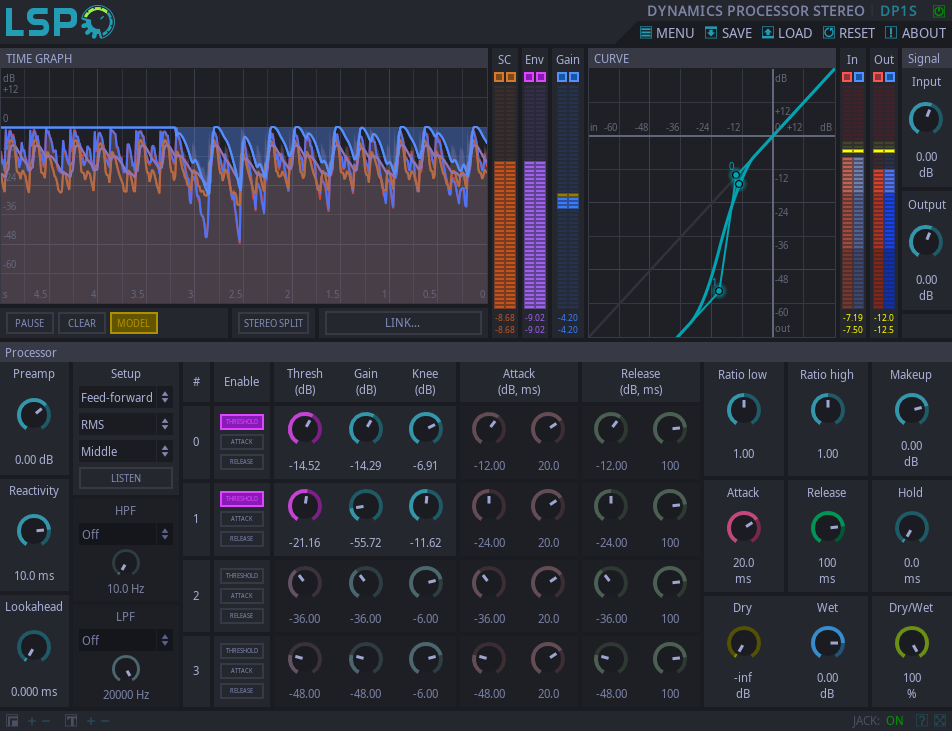 LSP
DYNAMICS PROCESSOR STEREO DP1S
MENU SAVE LOAD RESET ABOUT
TIME GRAPH SC Env Gain CURVE In Out Signal
dB
+12
0
-24
-36
-48
-60
s 4.5 4 3.5 3 2.5 2 1.5 1 0.5 0
-8.68 -9.02 -4.20
-8.68 -9.02 -4.20
dB
+12
in -60 -48 -36 -24 -12 0 +12 dB
0
-12
-24
-36
-48
-60
out
-7.19 -12.0
-7.50 -12.5
Input
0.00
dB
Output
0.00
dB
PAUSE CLEAR MODEL STEREO SPLIT LINK...
Processor
Preamp
0.00 dB
Reactivity
10.0 ms
Lookahead
0.000 ms
Setup
Feed-forward
RMS
Middle
LISTEN
HPF
Off
10.0 Hz
LPF
Off
20000 Hz
# Enable Thresh (dB) Gain (dB) Knee (dB) Attack (dB, ms) Release (dB, ms)
0 THRESHOLD
ATTACK
RELEASE
-14.52 -14.29 -6.91 -12.00 20.0 -12.00 100
1 THRESHOLD
ATTACK
RELEASE
-21.16 -55.72 -11.62 -24.00 20.0 -24.00 100
2 THRESHOLD
ATTACK
RELEASE
-36.00 -36.00 -6.00 -36.00 20.0 -36.00 100
3 THRESHOLD
ATTACK
RELEASE
-48.00 -48.00 -6.00 -48.00 20.0 -48.00 100
Ratio low Ratio high Makeup
1.00 1.00 0.00
dB
Attack Release Hold
20.0 100 0.0
ms ms ms
Dry Wet Dry/Wet
-inf 0.00 100
dB dB %
JACK: ON